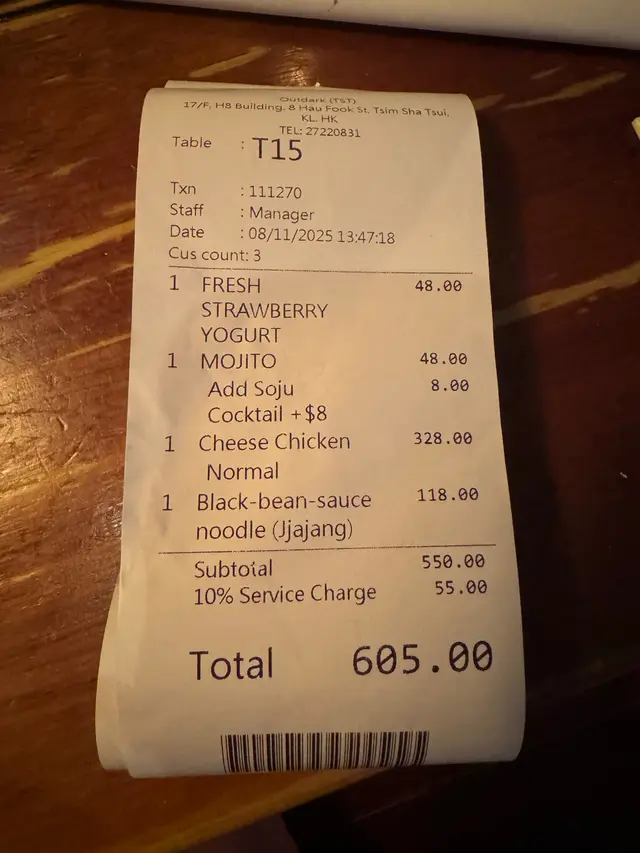 Outdark (TST)
17/F, H8 Building. 8 Hau Fook St. Tsim Sha Tsui,
KL. HK
TEL: 27220831
Table : T15
Txn : 111270
Staff : Manager
Date : 08/11/2025 13:47:18
Cus count: 3
1 FRESH 48.00
STRAWBERRY
YOGURT
1 MOJITO 48.00
Add Soju 8.00
Cocktail +$8
1 Cheese Chicken 328.00
Normal
1 Black-bean-sauce 118.00
noodle (Jjajang)
Subtotal 550.00
10% Service Charge 55.00
Total 605.00